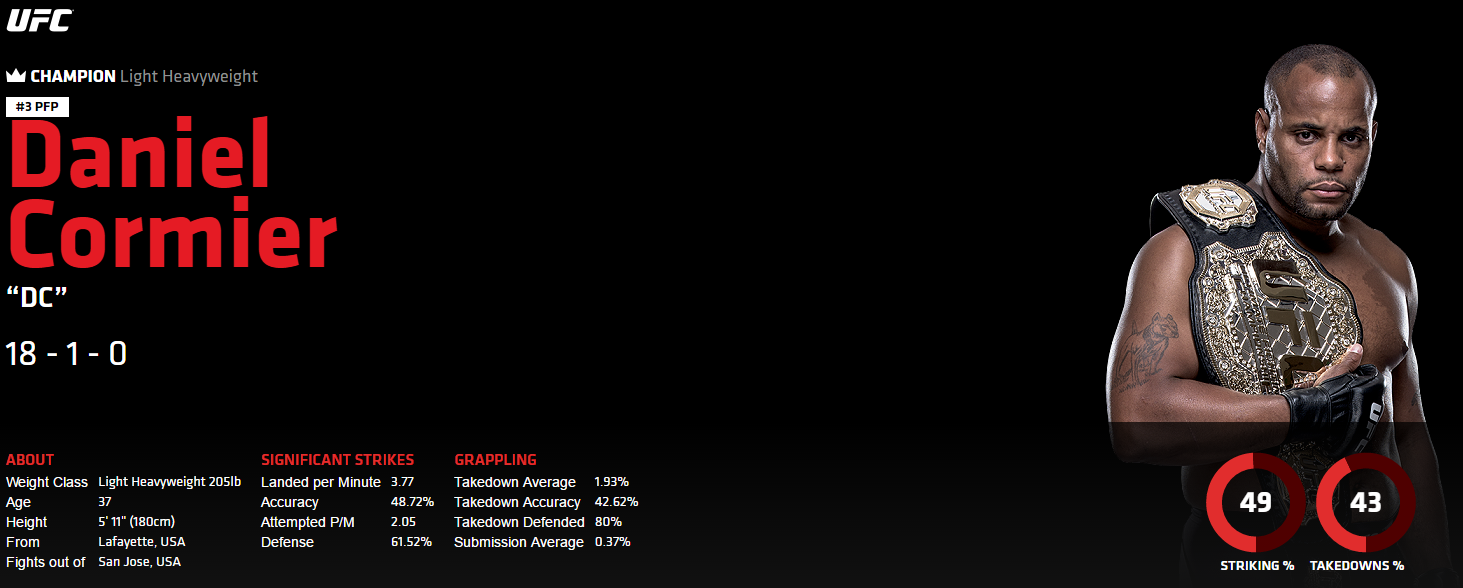 UFC
CHAMPION Light Heavyweight
#3 PFP
Daniel
Cormier
“DC”
18 - 1 - 0
ABOUT
Weight Class Light Heavyweight 205lb
Age 37
Height 5' 11" (180cm)
From Lafayette, USA
Fights out of San Jose, USA
SIGNIFICANT STRIKES
Landed per Minute 3.77
Accuracy 48.72%
Attempted P/M 2.05
Defense 61.52%
GRAPPLING
Takedown Average 1.93%
Takedown Accuracy 42.62%
Takedown Defended 80%
Submission Average 0.37%
UFC
UFC
UFC
49
STRIKING %
43
TAKEDOWNS %